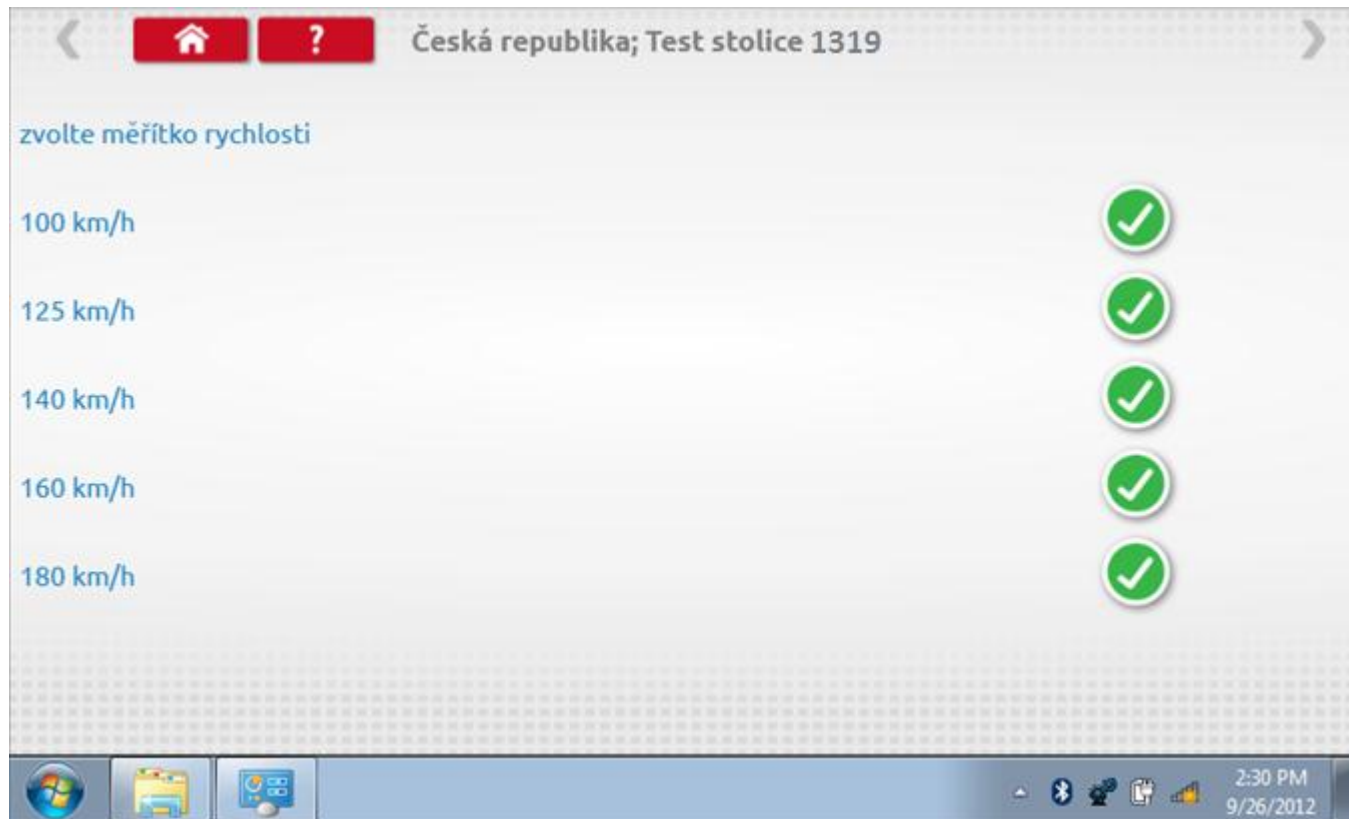 ? Česká republika; Test stolice 1319
zvolte měřítko rychlosti
100 km/h
125 km/h
140 km/h
160 km/h
180 km/h
2:30 PM
9/26/2012